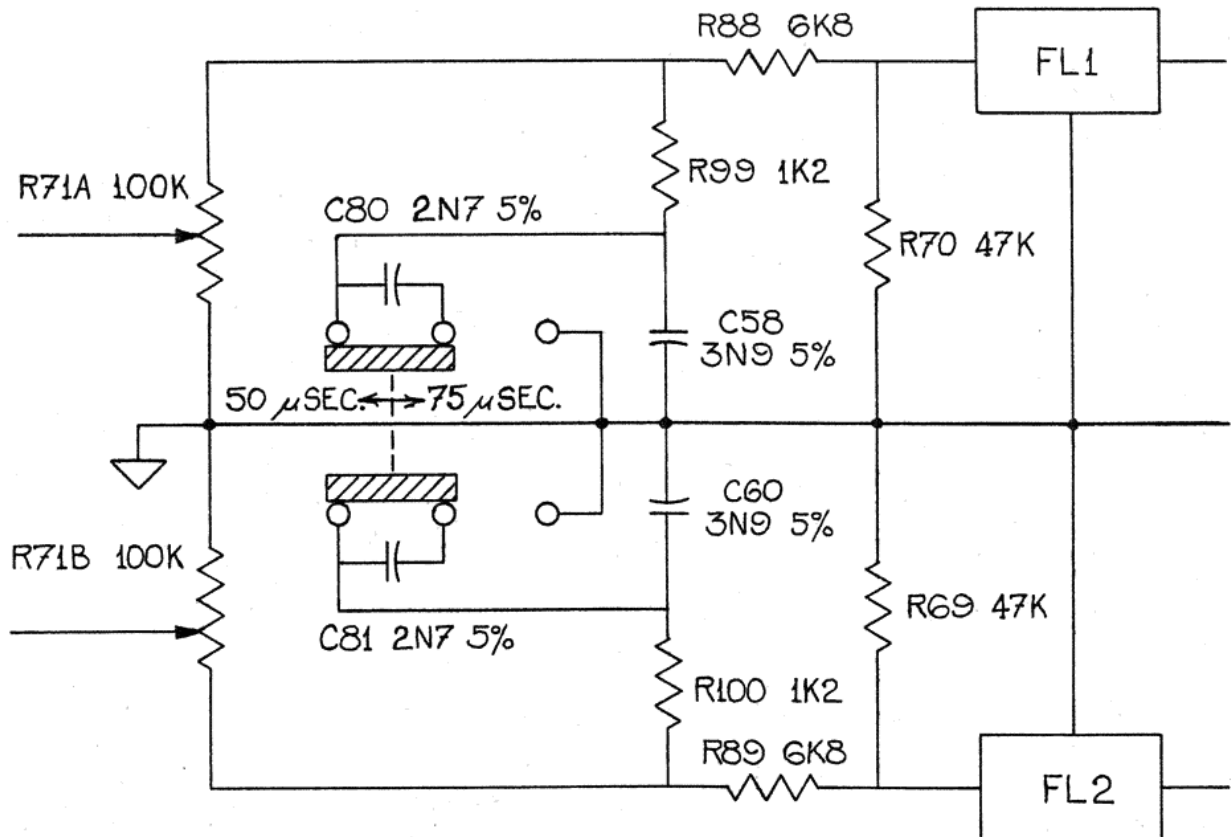 R88 6K8
FL1
R99 1K2
R71A 100K
C80 2N7 5%
R70 47K
C58
3N9 5%
50 µSEC. 75 µSEC.
C60
3N9 5%
R71B 100K
R69 47K
C81 2N7 5%
R100 1K2
R89 6K8
FL2